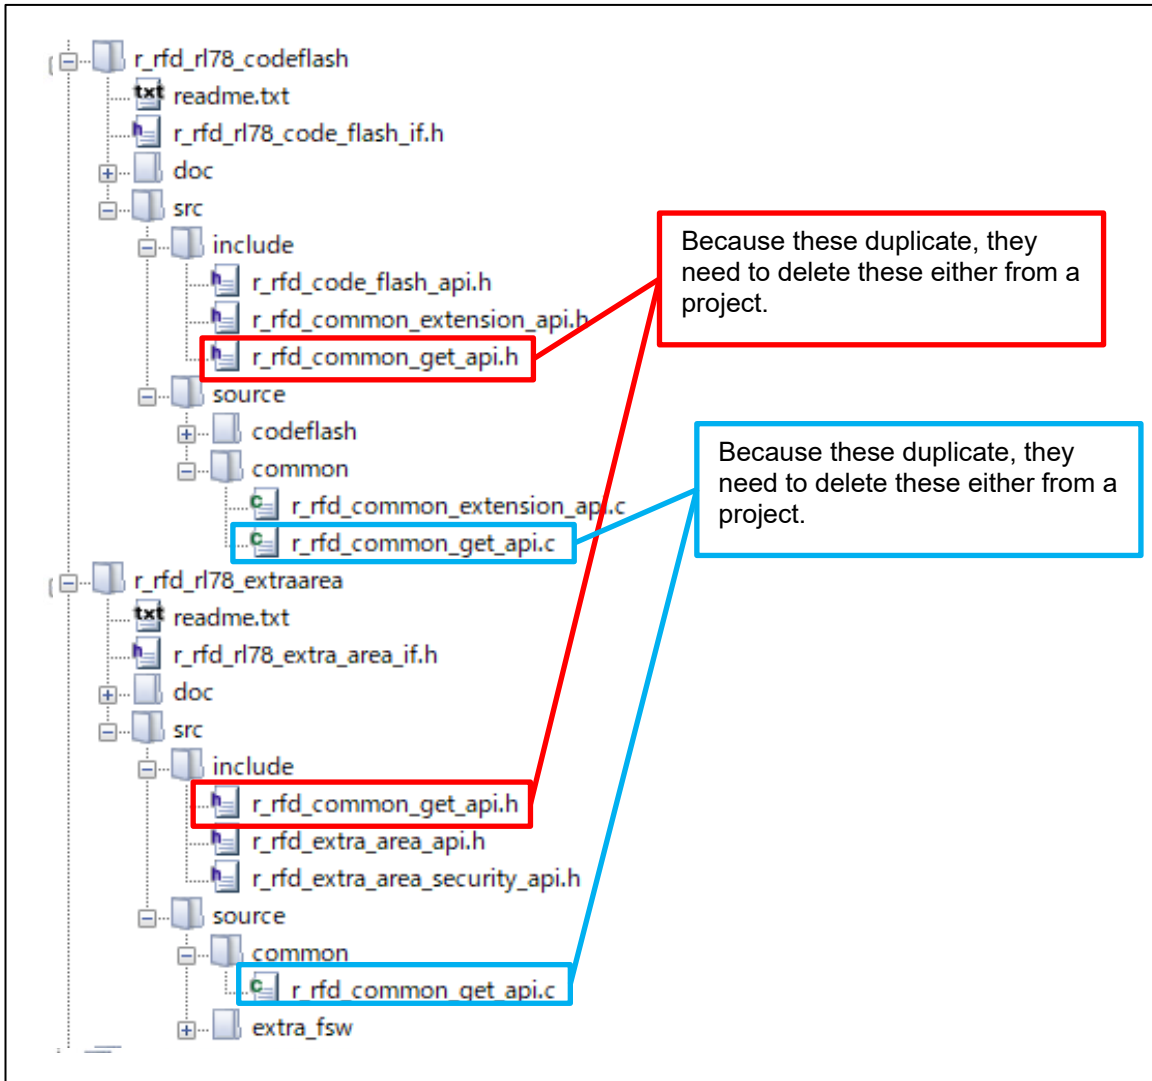 r_rfd_rl78_codeflash
readme.txt
r_rfd_rl78_code_flash_if.h
doc
src
include
r_rfd_code_flash_api.h
r_rfd_common_extension_api.h
r_rfd_common_get_api.h
source
codeflash
common
r_rfd_common_extension_api.c
r_rfd_common_get_api.c
r_rfd_rl78_extraarea
readme.txt
r_rfd_rl78_extra_area_if.h
doc
src
include
r_rfd_common_get_api.h
r_rfd_extra_area_api.h
r_rfd_extra_area_security_api.h
source
common
r_rfd_common_get_api.c
extra_fsw
Because these duplicate, they
need to delete these either from a
project.
Because these duplicate, they
need to delete these either from a
project.